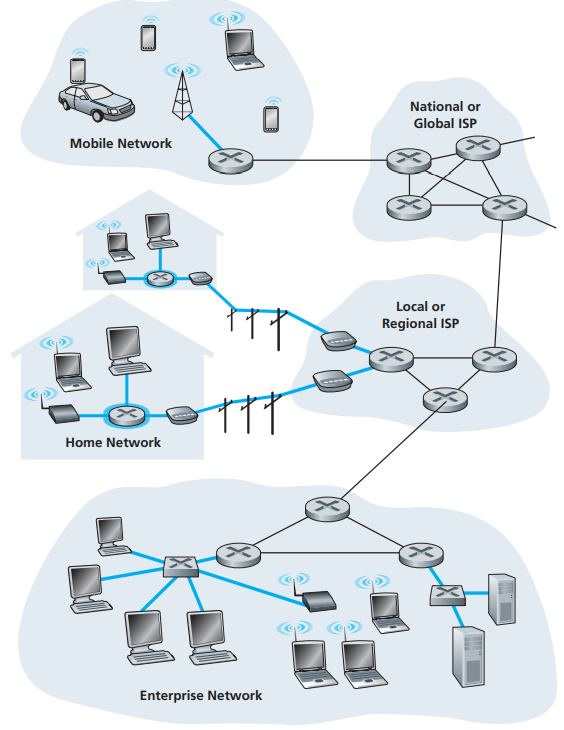 National or
Global ISP
Mobile Network
Local or
Regional ISP
Home Network
Enterprise Network